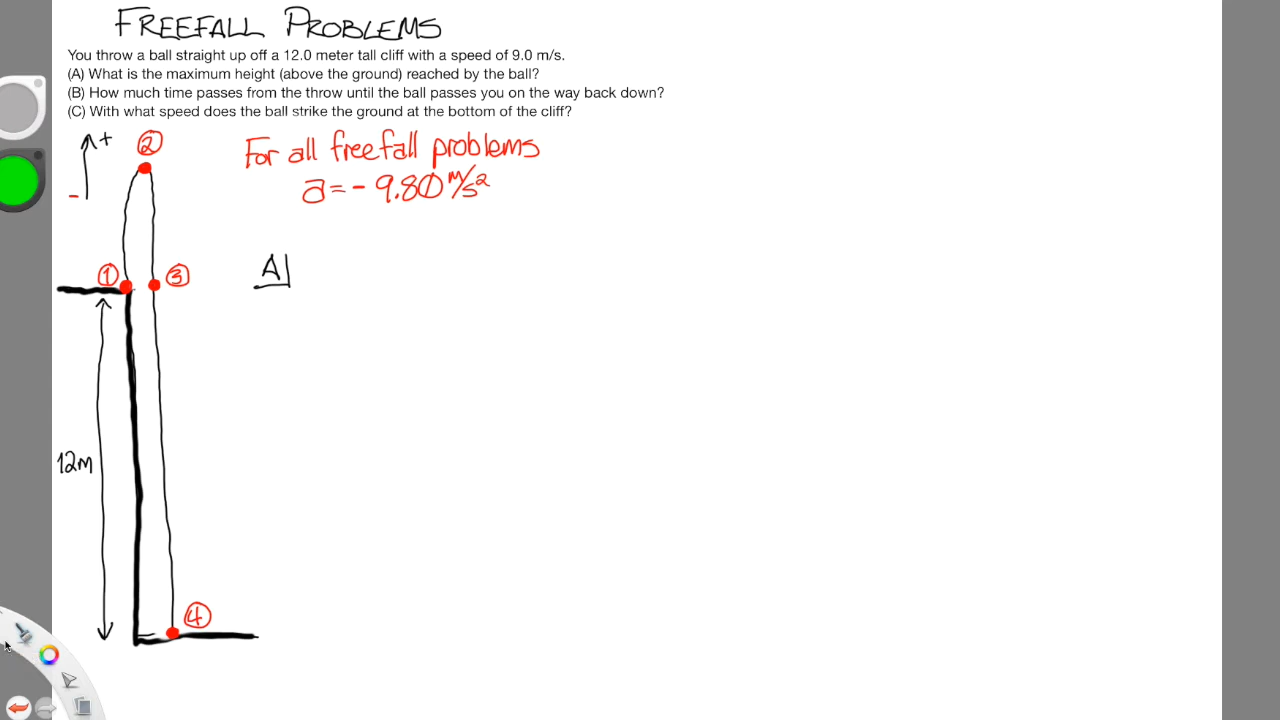 FREEFALL PROBLEMS
You throw a ball straight up off a 12.0 meter tall cliff with a speed of 9.0 m/s.
(A) What is the maximum height (above the ground) reached by the ball?
(B) How much time passes from the throw until the ball passes you on the way back down?
(C) With what speed does the ball strike the ground at the bottom of the cliff?
+
-
②
For all freefall problems
a = - 9.80 m/s²
①
③
A|
12m
④